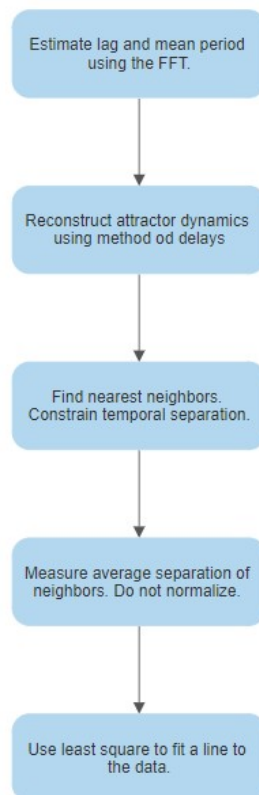 Estimate lag and mean period
using the FFT.
Reconstruct attractor dynamics
using method od delays
Find nearest neighbors.
Constrain temporal separation.
Measure average separation of
neighbors. Do not normalize.
Use least square to fit a line to
the data.